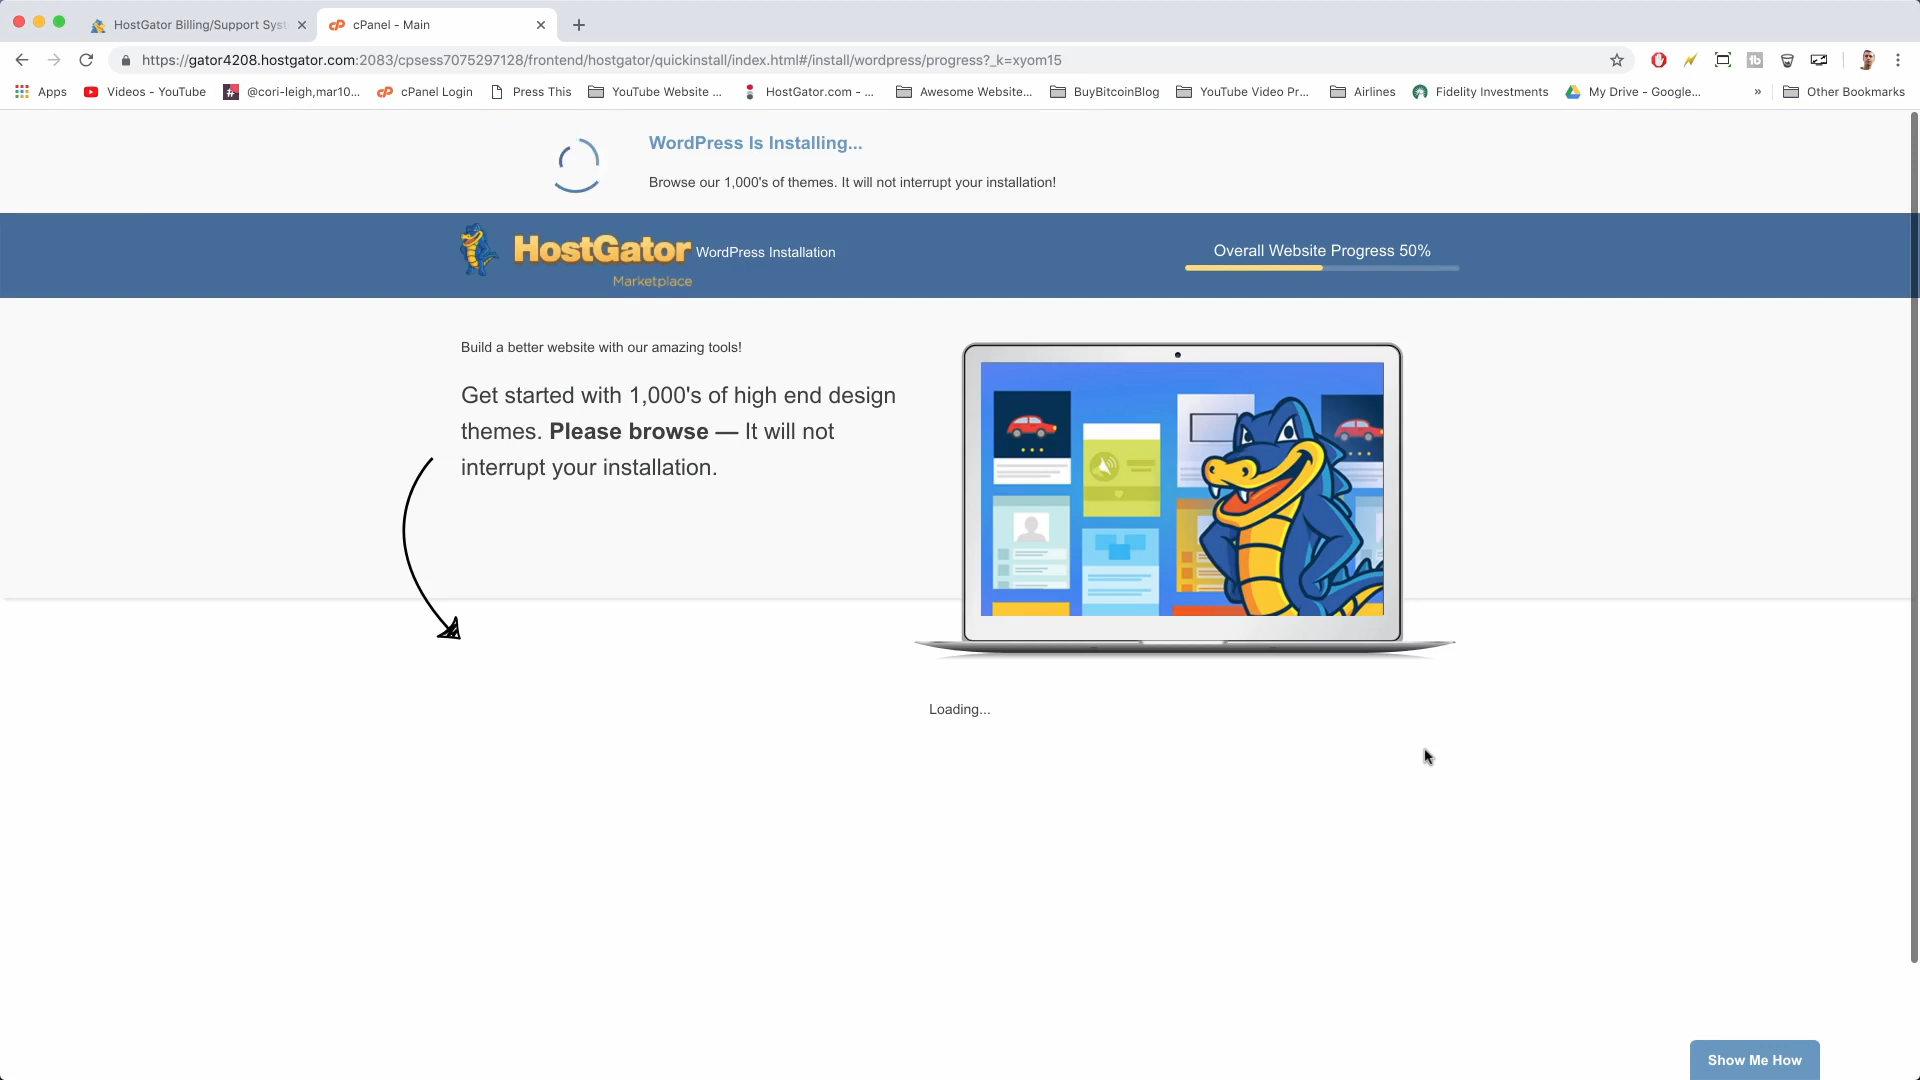 HostGator Billing/Support Syst
cPanel - Main
https://gator4208.hostgator.com:2083/cpsess7075297128/frontend/hostgator/quickinstall/index.html#/install/wordpress/progress?_k=xyom15
Apps
Videos - YouTube
@cori-leigh,mar10...
cPanel Login
Press This
YouTube Website ...
HostGator.com - ...
Awesome Website...
BuyBitcoinBlog
YouTube Video Pr...
Airlines
Fidelity Investments
My Drive - Google...
»
Other Bookmarks
WordPress Is Installing...
Browse our 1,000's of themes. It will not interrupt your installation!
HostGator
Marketplace
WordPress Installation
Overall Website Progress 50%
Build a better website with our amazing tools!
Get started with 1,000's of high end design
themes. Please browse — It will not
interrupt your installation.
Loading...
Show Me How